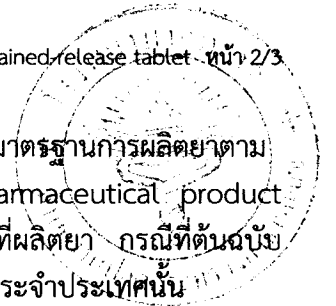 ained-release tablet หน้า 2/3
มาตรฐานการผลิตยาตาม
armaceutical product
ที่ผลิตยา กรณีที่ต้นฉบับ
ระจำประเทศนั้น